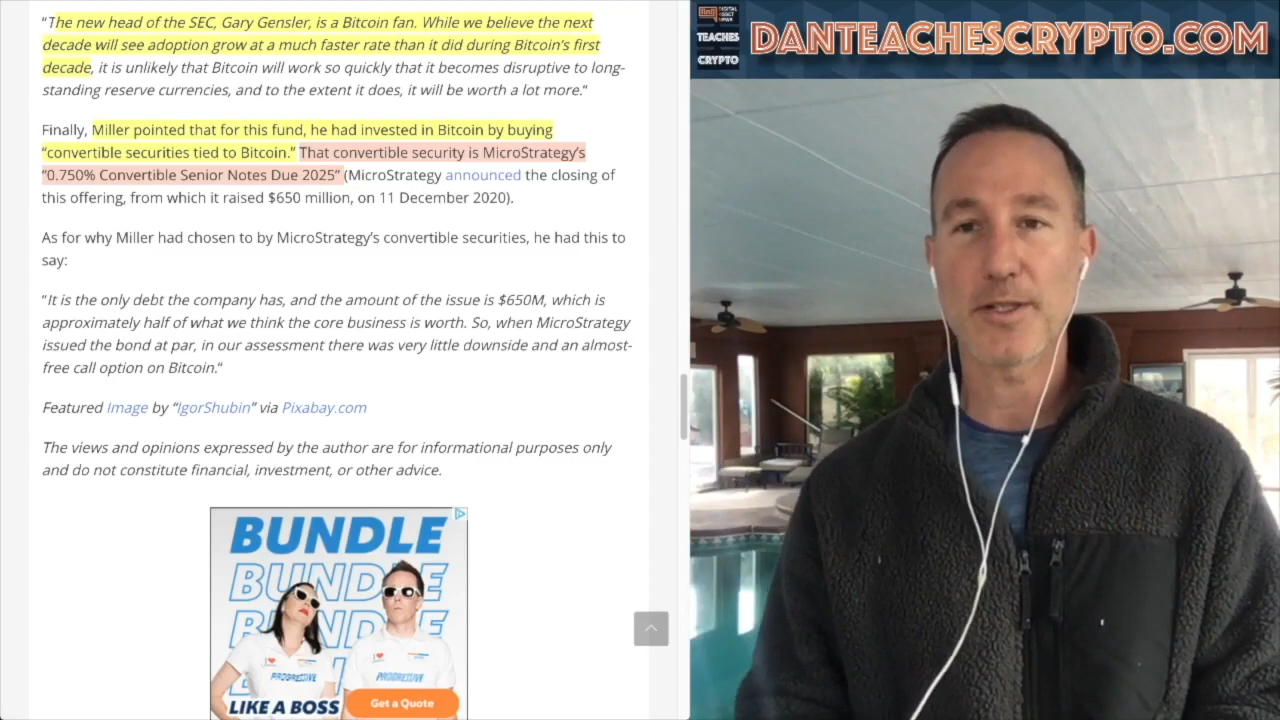 "The new head of the SEC, Gary Gensler, is a Bitcoin fan. While we believe the next
decade will see adoption grow at a much faster rate than it did during Bitcoin's first
decade, it is unlikely that Bitcoin will work so quickly that it becomes disruptive to long-
standing reserve currencies, and to the extent it does, it will be worth a lot more."
Finally, Miller pointed that for this fund, he had invested in Bitcoin by buying
"convertible securities tied to Bitcoin." That convertible security is MicroStrategy's
"0.750% Convertible Senior Notes Due 2025" (MicroStrategy announced the closing of
this offering, from which it raised $650 million, on 11 December 2020).
As for why Miller had chosen to by MicroStrategy's convertible securities, he had this to
say:
"It is the only debt the company has, and the amount of the issue is $650M, which is
approximately half of what we think the core business is worth. So, when MicroStrategy
issued the bond at par, in our assessment there was very little downside and an almost-
free call option on Bitcoin."
Featured Image by "IgorShubin" via Pixabay.com
The views and opinions expressed by the author are for informational purposes only
and do not constitute financial, investment, or other advice.
BUNDLE
BUNDLE
BUNDLE
BUNDLE
PROGRESSIVE
PROGRESSIVE
LIKE A BOSS
Get a Quote
DIGITAL
ASSET
NEWS
TEACHES
CRYPTO
DANTEACHESCRYPTO.COM